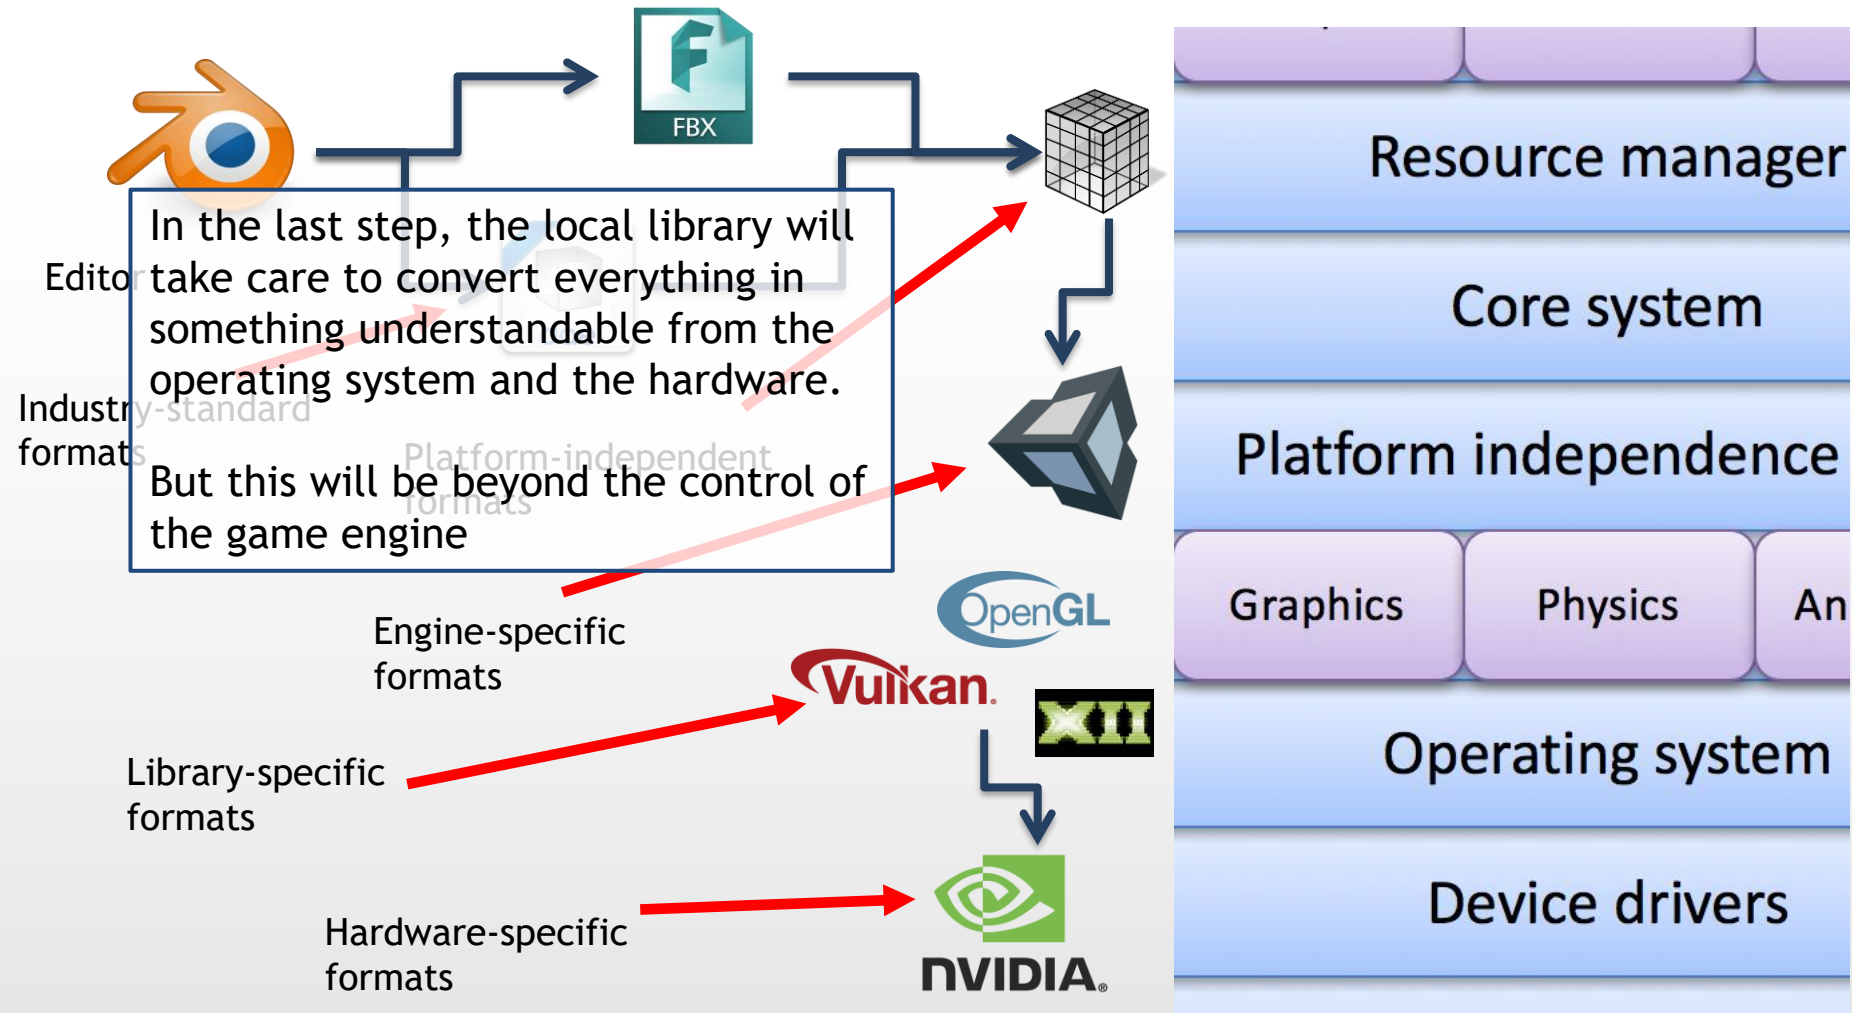 FBX
Editor
In the last step, the local library will
take care to convert everything in
something understandable from the
operating system and the hardware.
But this will be beyond the control of
the game engine
Industry-standard
formats
Platform-independent
formats
Engine-specific
formats
Library-specific
formats
Hardware-specific
formats
OpenGL
Vulkan.
XII
NVIDIA.
Resource manager
Core system
Platform independence
Graphics
Physics
An
Operating system
Device drivers